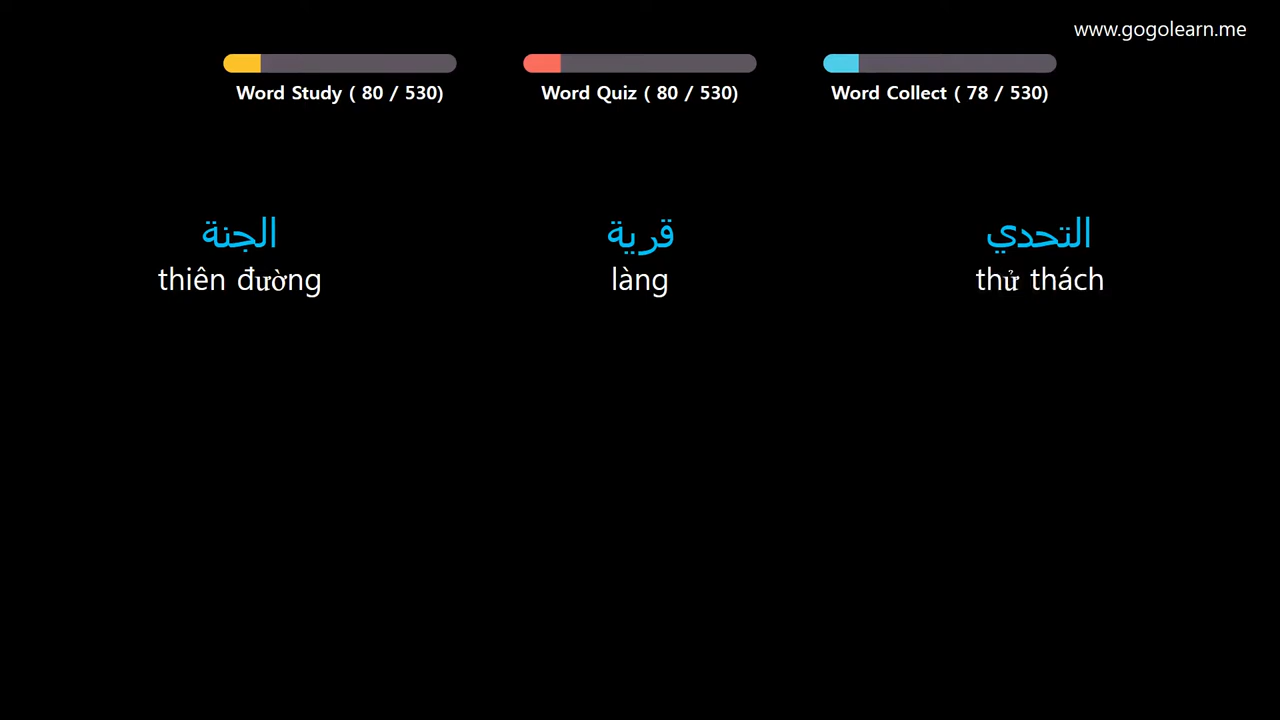 www.gogolearn.me
Word Study ( 80 / 530)
Word Quiz ( 80 / 530)
Word Collect ( 78 / 530)
الجنة
thiên đường
قرية
làng
التحدي
thử thách